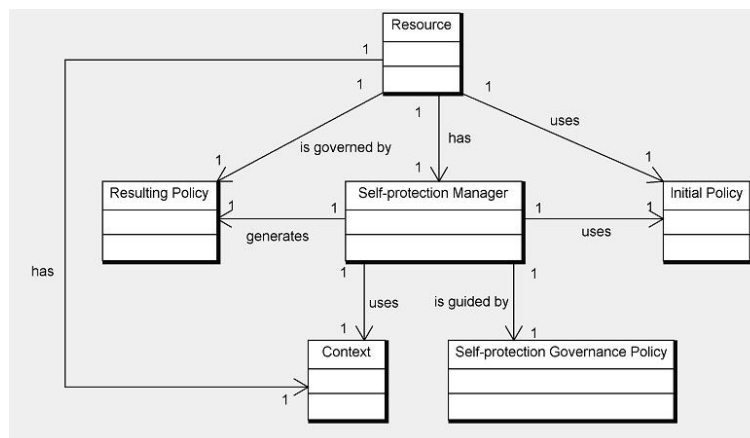 Resource
1
1
1
1
uses
is governed by
has
1
1
1
Resulting Policy
Self-protection Manager
Initial Policy
1
1
1
1
generates
uses
has
1
1
uses
is guided by
1
1
Context
Self-protection Governance Policy
1